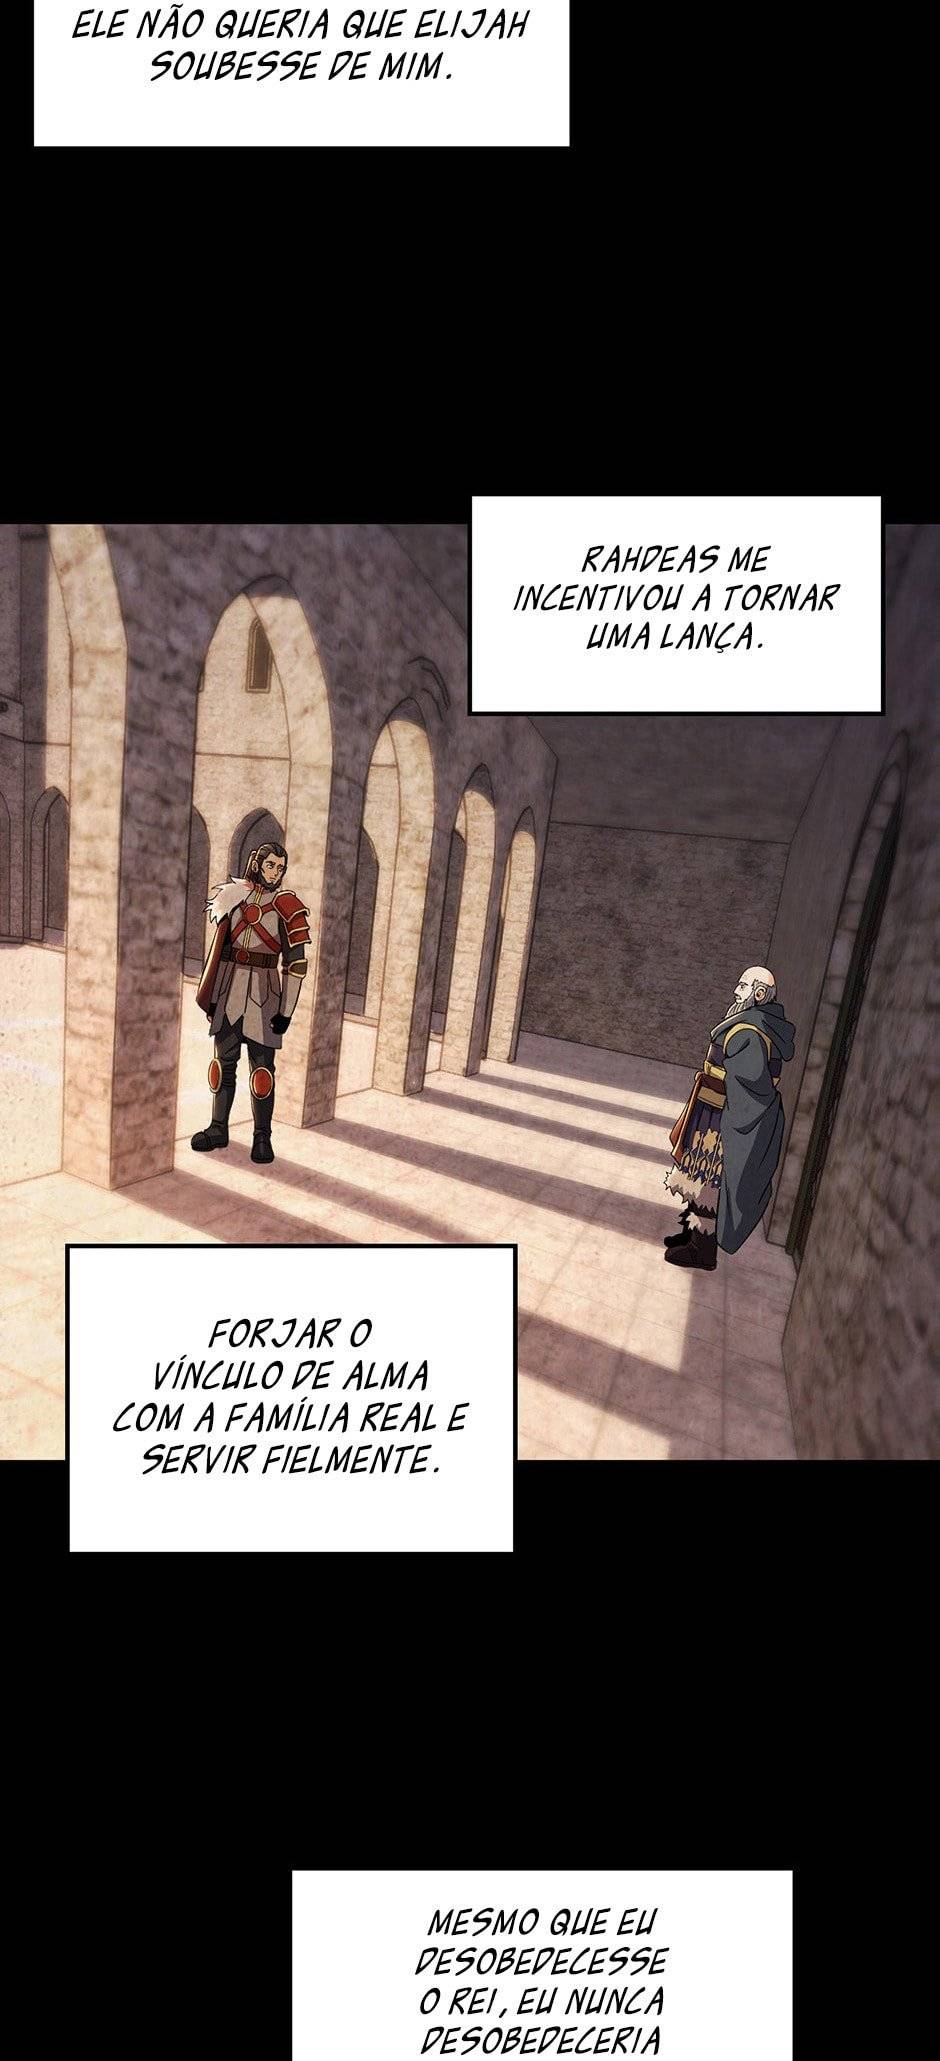 ELE NÃO QUERIA QUE ELIJAH
SOUBESSE DE MIM.
RAHDEAS ME
INCENTIVOU A TORNAR
UMA LANÇA.
FORJAR O
VÍNCULO DE ALMA
COM A FAMÍLIA REAL E
SERVIR FIELMENTE.
MESMO QUE EU
DESOBEDECESSE
O REI, EU NUNCA
DESOBEDECERIA